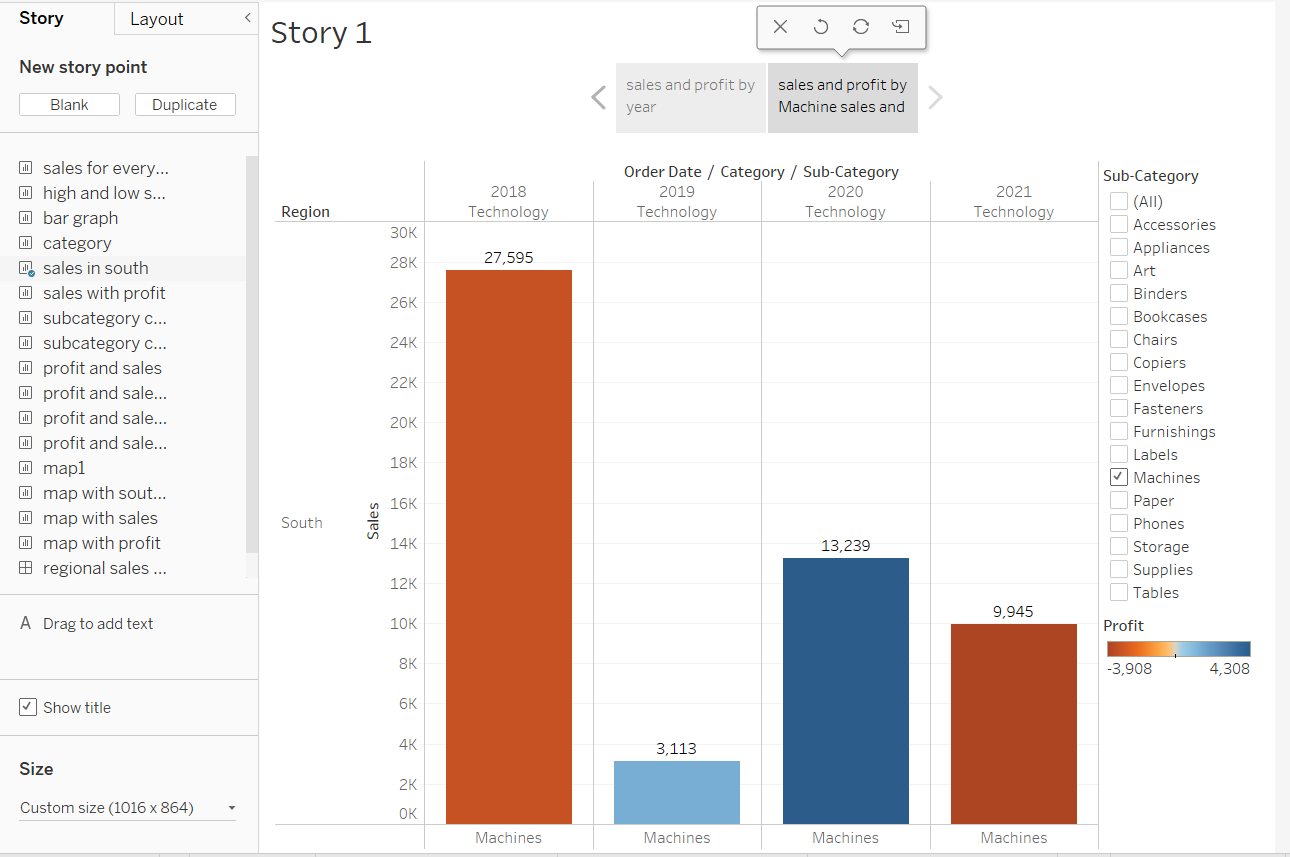 Story
Layout
New story point
Blank
Duplicate
sales for every...
high and low s...
bar graph
category
sales in south
sales with profit
subcategory c...
subcategory c...
profit and sales
profit and sale...
profit and sale...
profit and sale...
map1
map with sout...
map with sales
map with profit
regional sales ...
A Drag to add text
Show title
Size
Custom size (1016 x 864)
Story 1
sales and profit by
year
sales and profit by
Machine sales and
Order Date / Category / Sub-Category
2018 2019 2020 2021
Region Technology Technology Technology Technology
30K
28K
26K
24K
22K
20K
18K
16K
14K
12K
10K
8K
6K
4K
2K
0K
South
Sales
27,595
3,113
13,239
9,945
Machines Machines Machines Machines
Sub-Category
(All)
Accessories
Appliances
Art
Binders
Bookcases
Chairs
Copiers
Envelopes
Fasteners
Furnishings
Labels
Machines
Paper
Phones
Storage
Supplies
Tables
Profit
-3,908 4,308